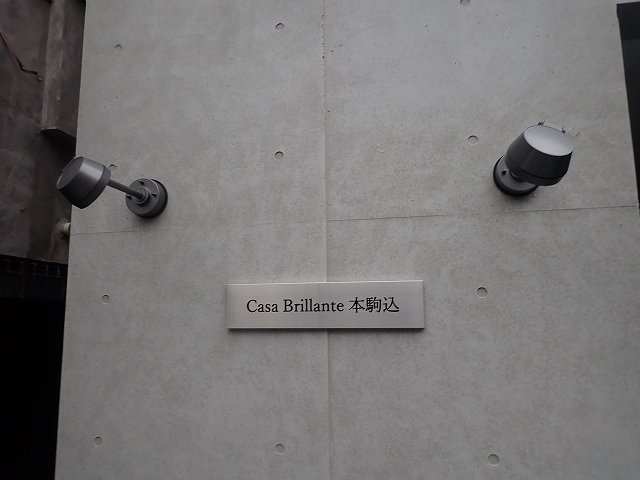 Casa Brillante 本駒込